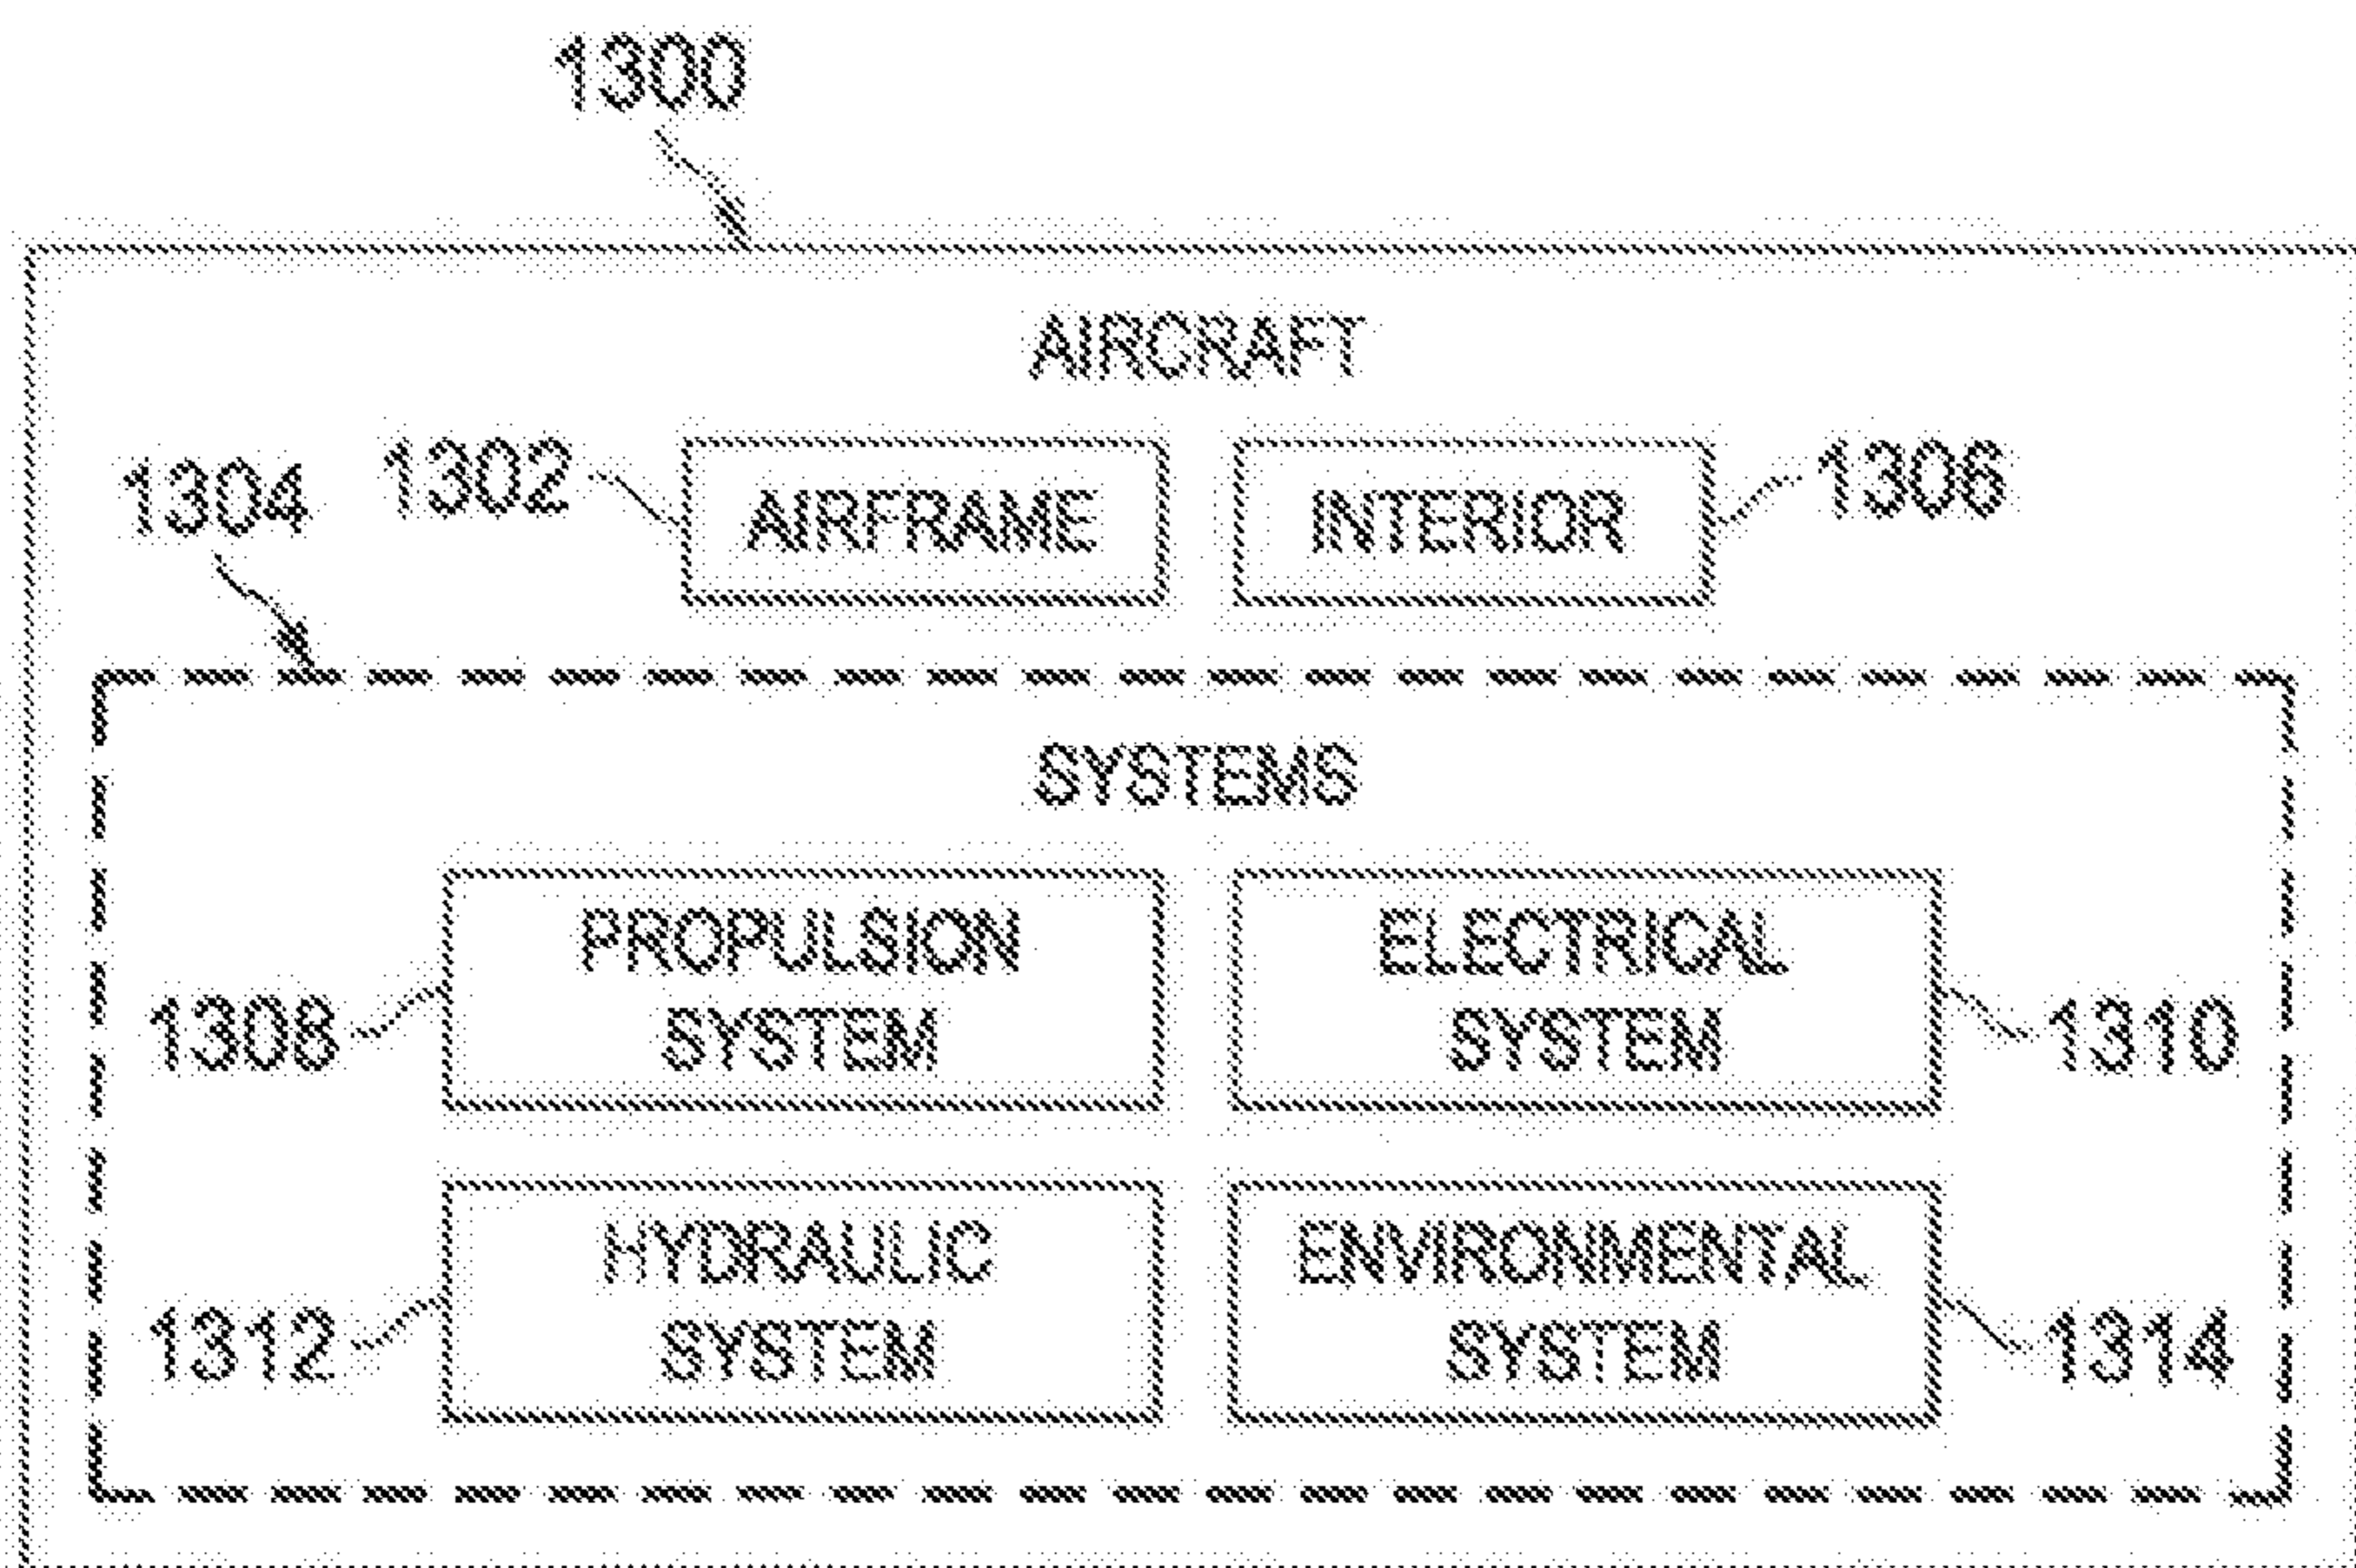 1300
AIRCRAFT
1304
1302
AIRFRAME
INTERIOR
1306
SYSTEMS
PROPULSION
SYSTEM
1308
ELECTRICAL
SYSTEM
1310
HYDRAULIC
SYSTEM
1312
ENVIRONMENTAL
SYSTEM
1314